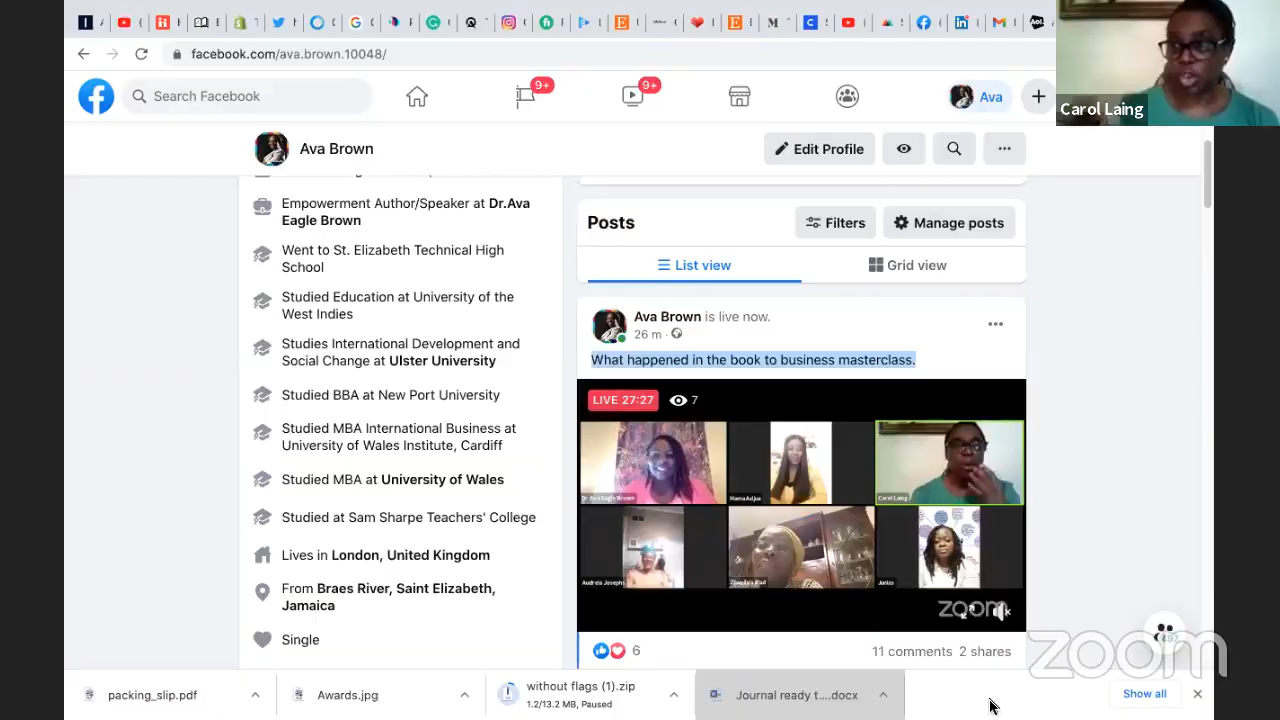 facebook.com/ava.brown.10048/
Search Facebook
9+
9+
Ava
Carol Laing
Ava Brown
Edit Profile
Empowerment Author/Speaker at Dr.Ava
Eagle Brown
Went to St. Elizabeth Technical High
School
Studied Education at University of the
West Indies
Studies International Development and
Social Change at Ulster University
Studied BBA at New Port University
Studied MBA International Business at
University of Wales Institute, Cardiff
Studied MBA at University of Wales
Studied at Sam Sharpe Teachers' College
Lives in London, United Kingdom
From Braes River, Saint Elizabeth,
Jamaica
Single
Posts
Filters
Manage posts
List view
Grid view
Ava Brown is live now.
26 m
What happened in the book to business masterclass.
LIVE 27:27
7
Dr Ava Eagle Brown
Carol Laing
zoom
6
11 comments 2 shares
zoom
packing_slip.pdf
Awards.jpg
without flags (1).zip
1.2/13.2 MB, Paused
Journal ready t....docx
Show all